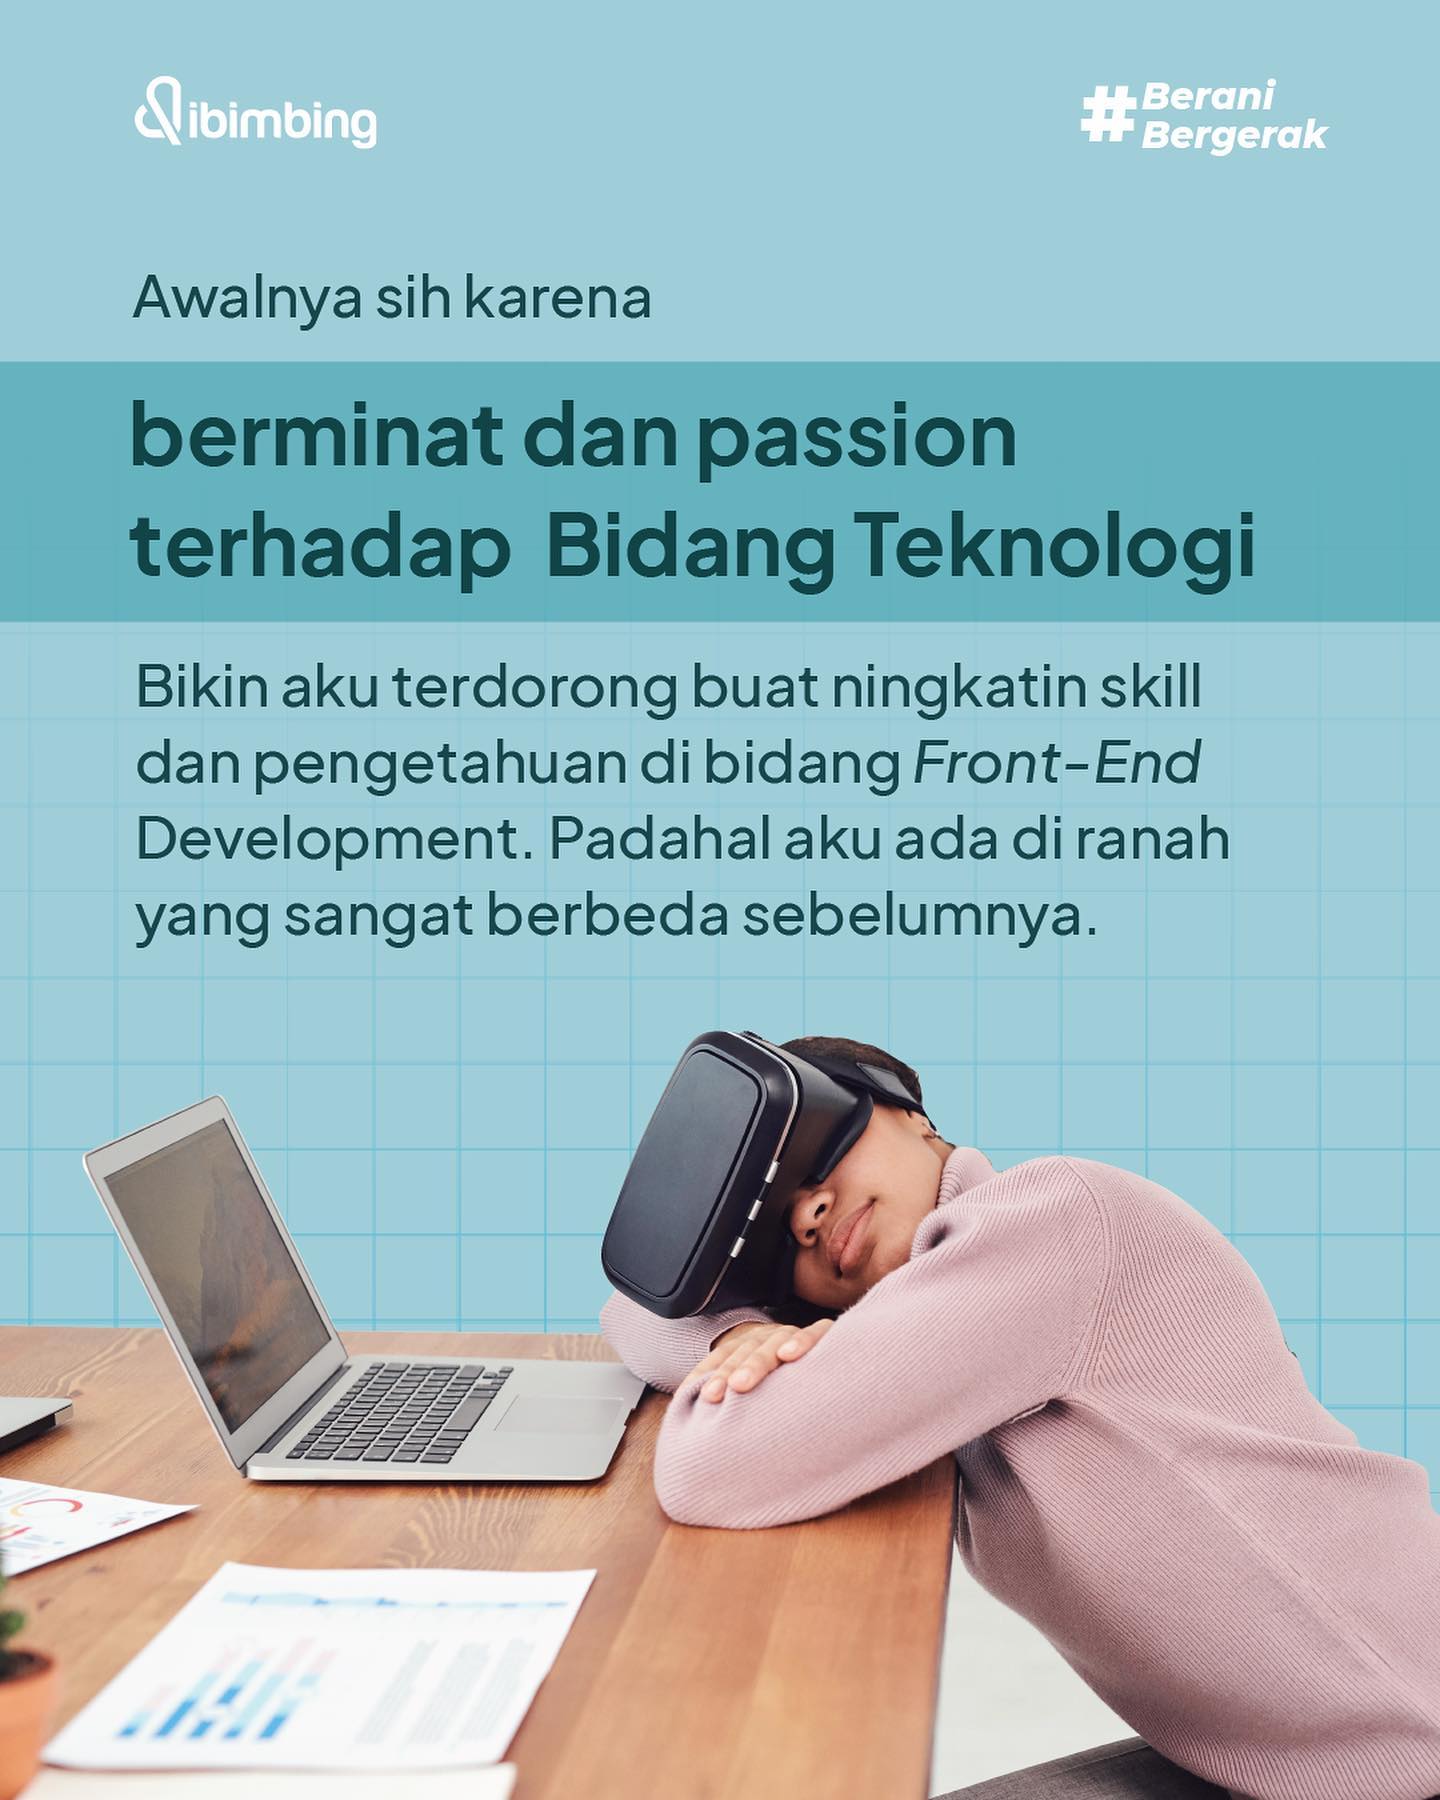 dibimbing
#Berani
Bergerak
Awalnya sih karena
berminat dan passion
terhadap Bidang Teknologi
Bikin aku terdorong buat ningkatin skill
dan pengetahuan di bidang Front-End
Development. Padahal aku ada di ranah
yang sangat berbeda sebelumnya.